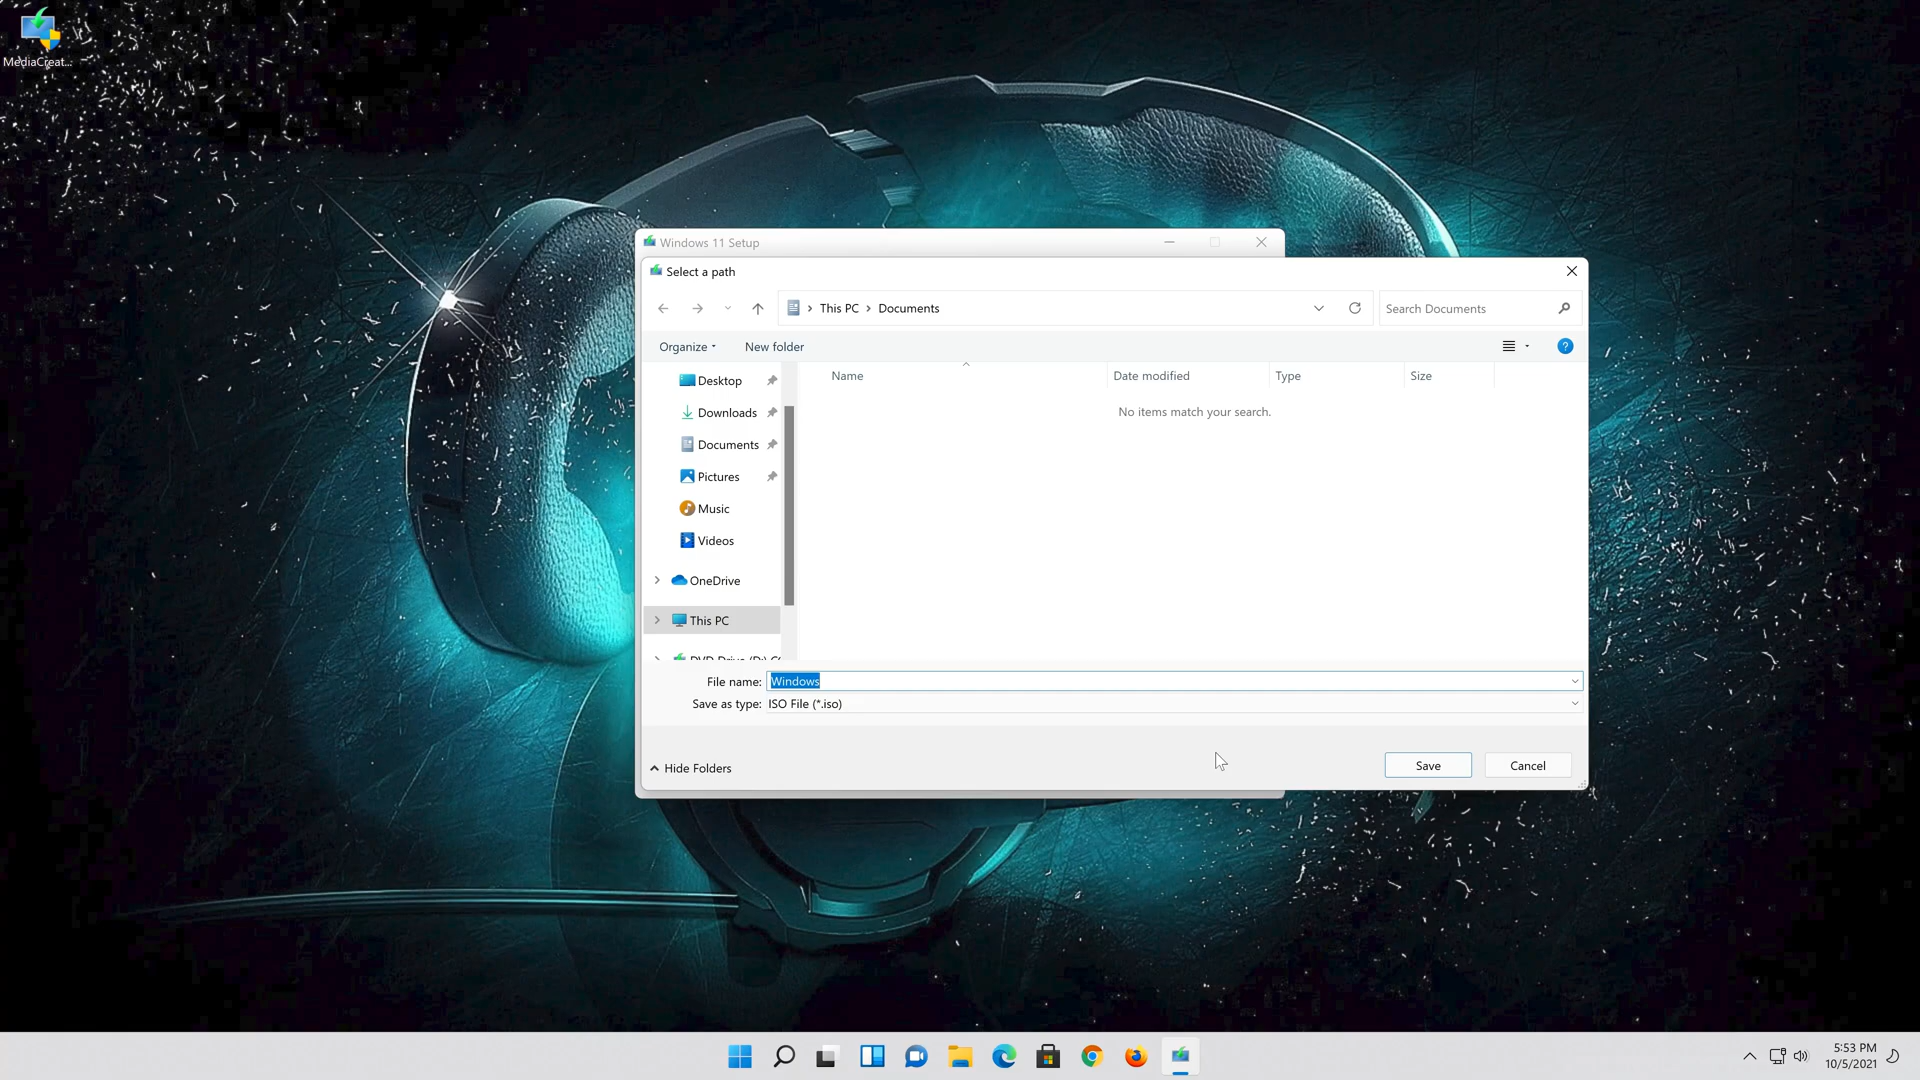 MediaCreat...
Windows 11 Setup
Select a path
This PC
Documents
Search Documents
Organize
New folder
?
Name
Date modified
Type
Size
No items match your search.
Desktop
Downloads
Documents
Pictures
Music
Videos
OneDrive
This PC
DVD Drive (D:)
File name: Windows
Save as type: ISO File (*.iso)
Hide Folders
Save
Cancel
5:53 PM
10/5/2021